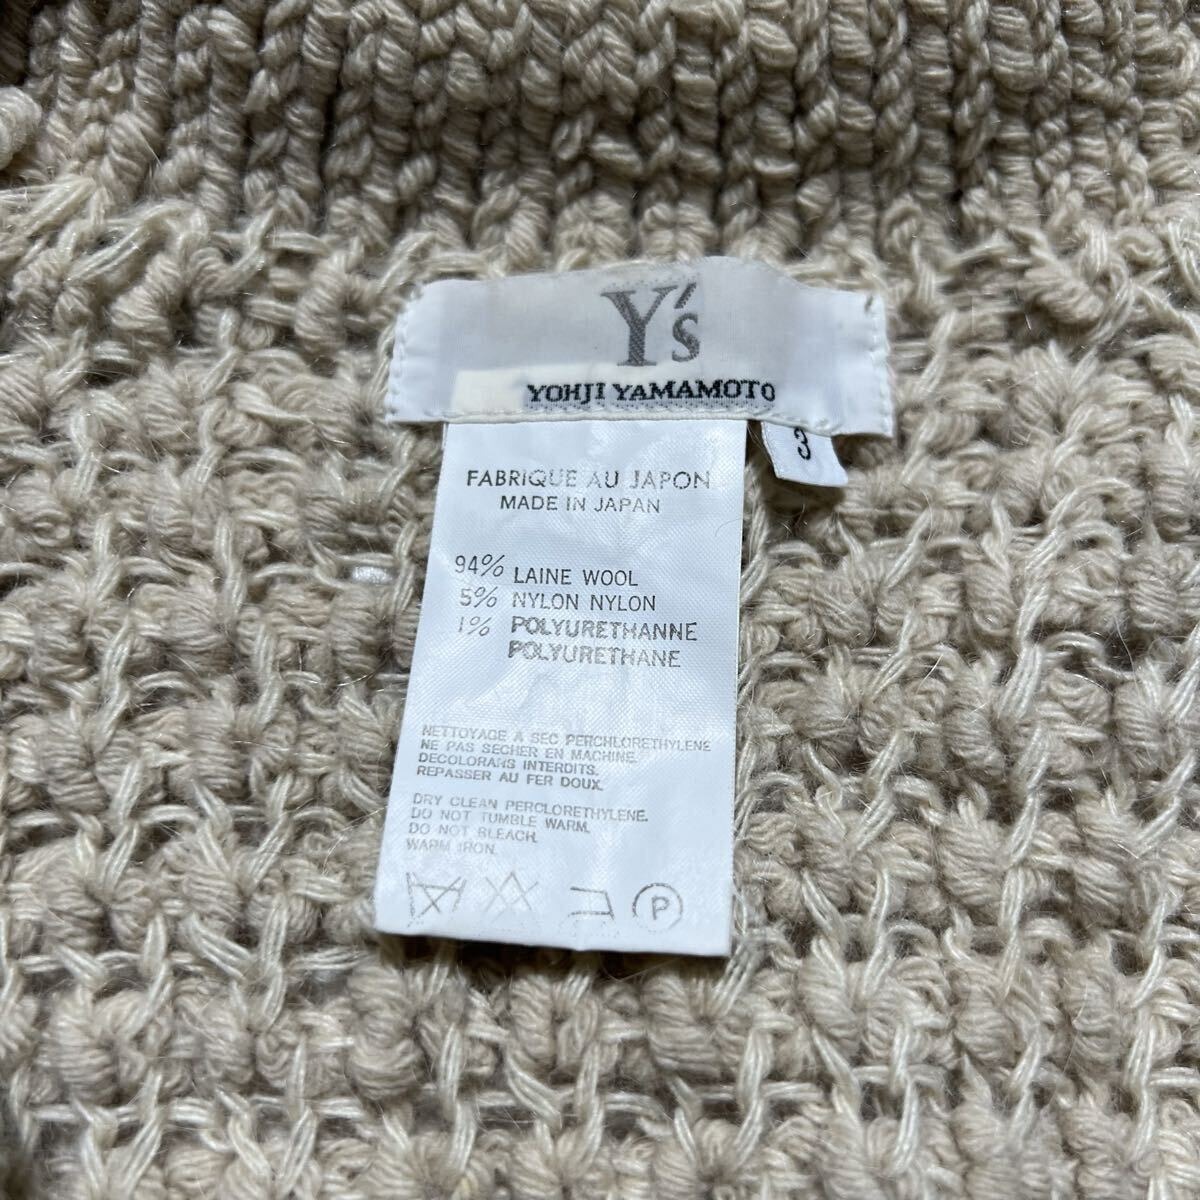 Y's
YOHJI YAMAMOTO
3
FABRIQUE AU JAPON
MADE IN JAPAN
94% LAINE WOOL
5% NYLON NYLON
1% POLYURETHANNE
POLYURETHANE
NETTOYAGE A SEC PERCHLORETHYLENE
NE PAS SECHER EN MACHINE.
DECOLORANS INTERDITS.
REPASSER AU FER DOUX.
DRY CLEAN PERCLORETHYLENE.
DO NOT TUMBLE WARM.
DO NOT BLEACH.
WARM IRON.
P